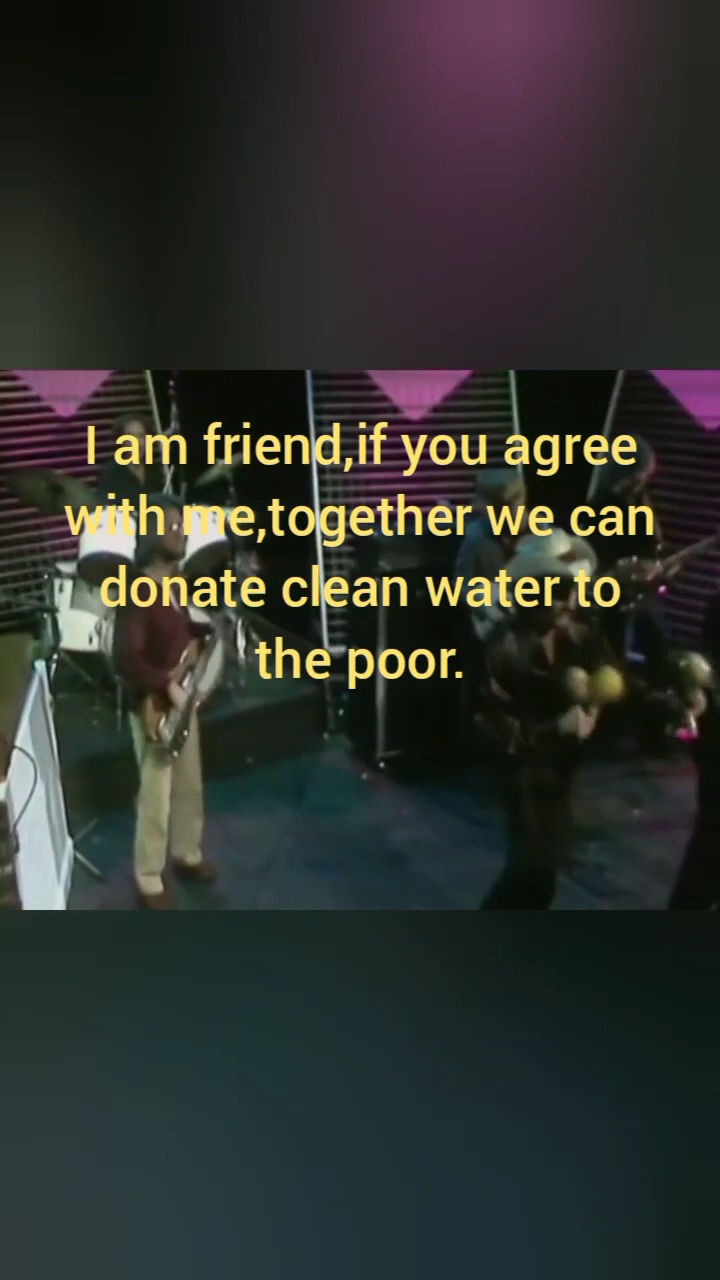 I am friend,if you agree
with me,together we can
donate clean water to
the poor.